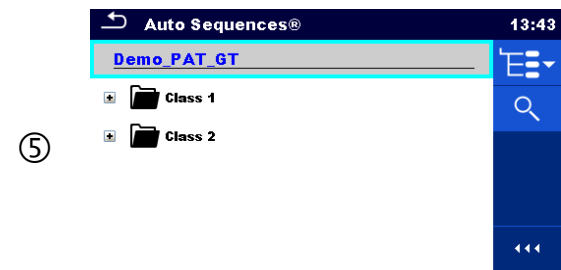 Auto Sequences® 13:43
Demo_PAT_GT
Class 1
Class 2
⑤